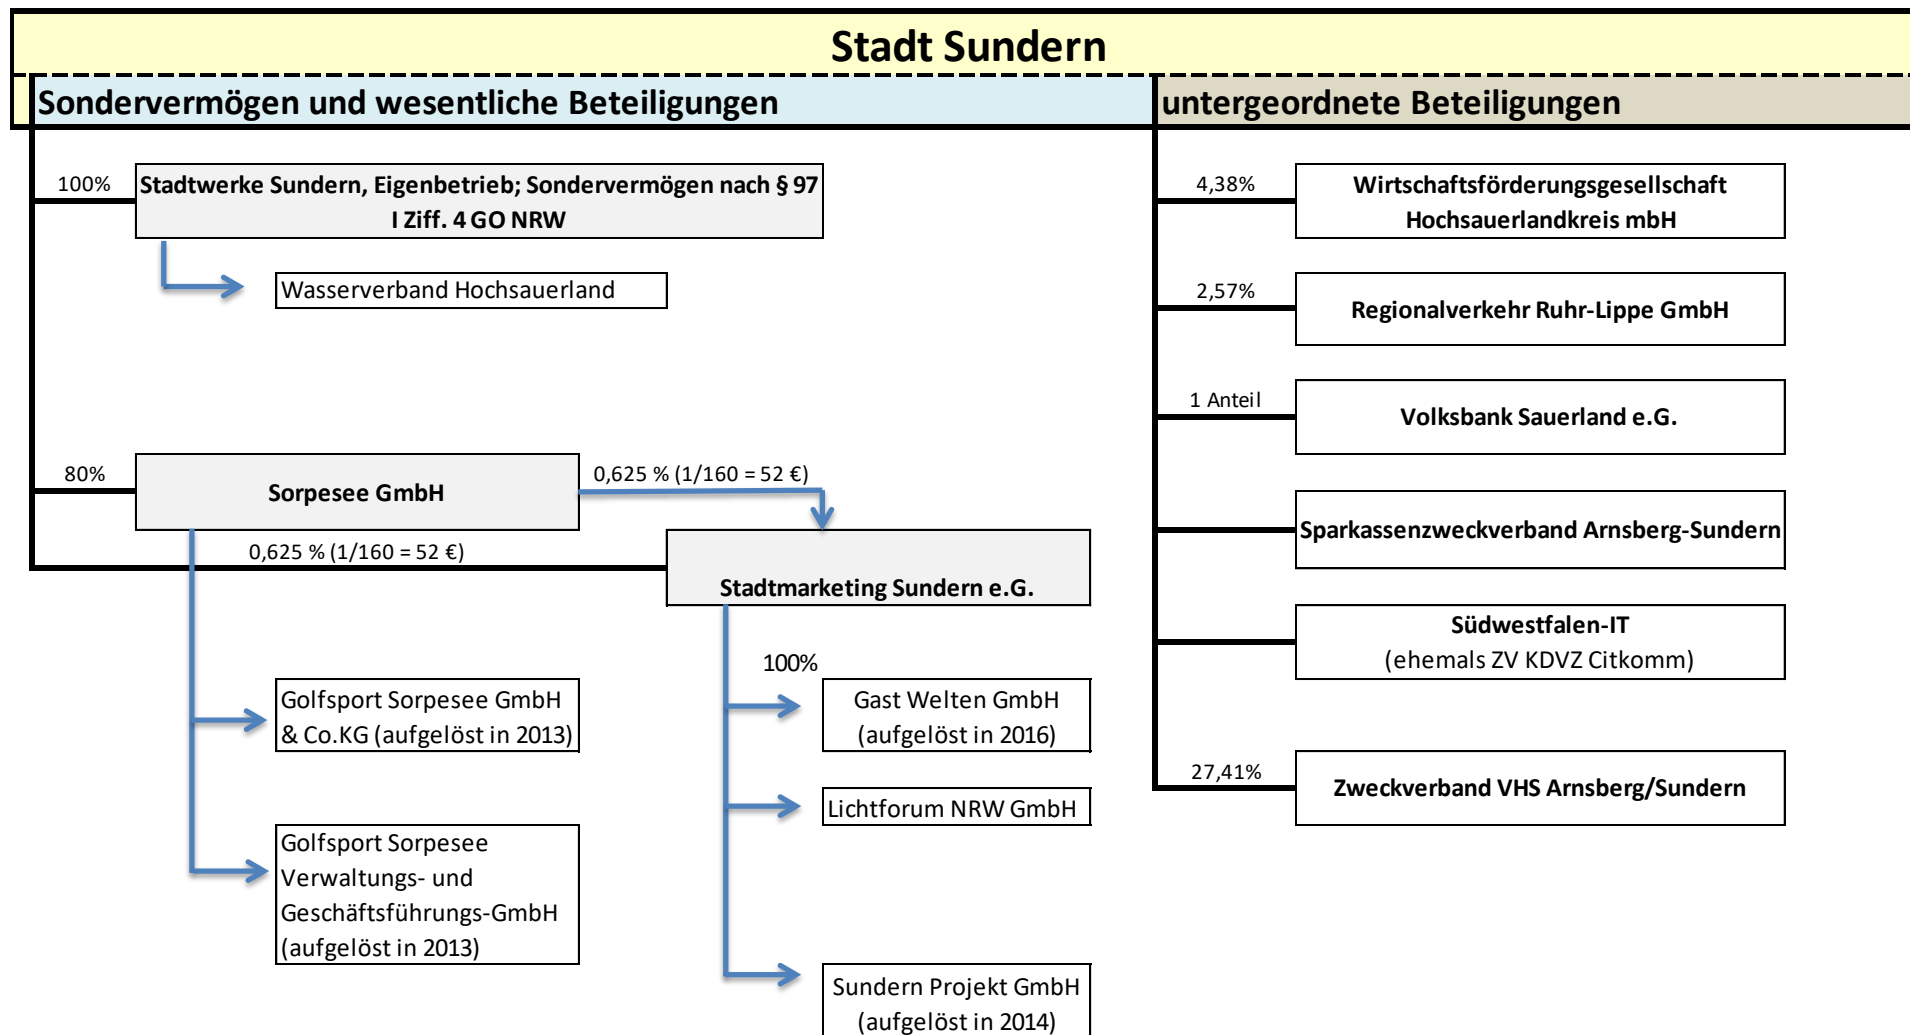 Stadt Sundern
Sondervermögen und wesentliche Beteiligungen
untergeordnete Beteiligungen
100%
Stadtwerke Sundern, Eigenbetrieb; Sondervermögen nach § 97
I Ziff. 4 GO NRW
Wasserverband Hochsauerland
80%
Sorpesee GmbH
0,625 % (1/160 = 52 €)
0,625 % (1/160 = 52 €)
Stadtmarketing Sundern e.G.
Golfsport Sorpesee GmbH
& Co.KG (aufgelöst in 2013)
Golfsport Sorpesee
Verwaltungs- und
Geschäftsführungs-GmbH
(aufgelöst in 2013)
100%
Gast Welten GmbH
(aufgelöst in 2016)
Lichtforum NRW GmbH
Sundern Projekt GmbH
(aufgelöst in 2014)
4,38%
Wirtschaftsförderungsgesellschaft
Hochsauerlandkreis mbH
2,57%
Regionalverkehr Ruhr-Lippe GmbH
1 Anteil
Volksbank Sauerland e.G.
Sparkassenzweckverband Arnsberg-Sundern
Südwestfalen-IT
(ehemals ZV KDVZ Citkomm)
27,41%
Zweckverband VHS Arnsberg/Sundern